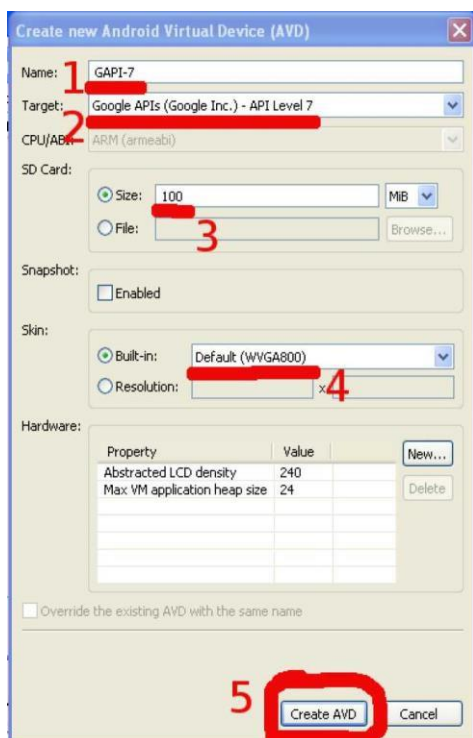 Create new Android Virtual Device (AVD)
1
Name: GAPI-7
Target: Google APIs (Google Inc.) - API Level 7
2
CPU/ABI: ARM (armeabi)
SD Card:
Size: 100 MiB
3
File: Browse...
Snapshot:
Enabled
Skin:
Built-in: Default (WVGA800)
Resolution: x
4
Hardware:
Property Value New...
Abstracted LCD density 240 Delete
Max VM application heap size 24
Override the existing AVD with the same name
5
Create AVD Cancel